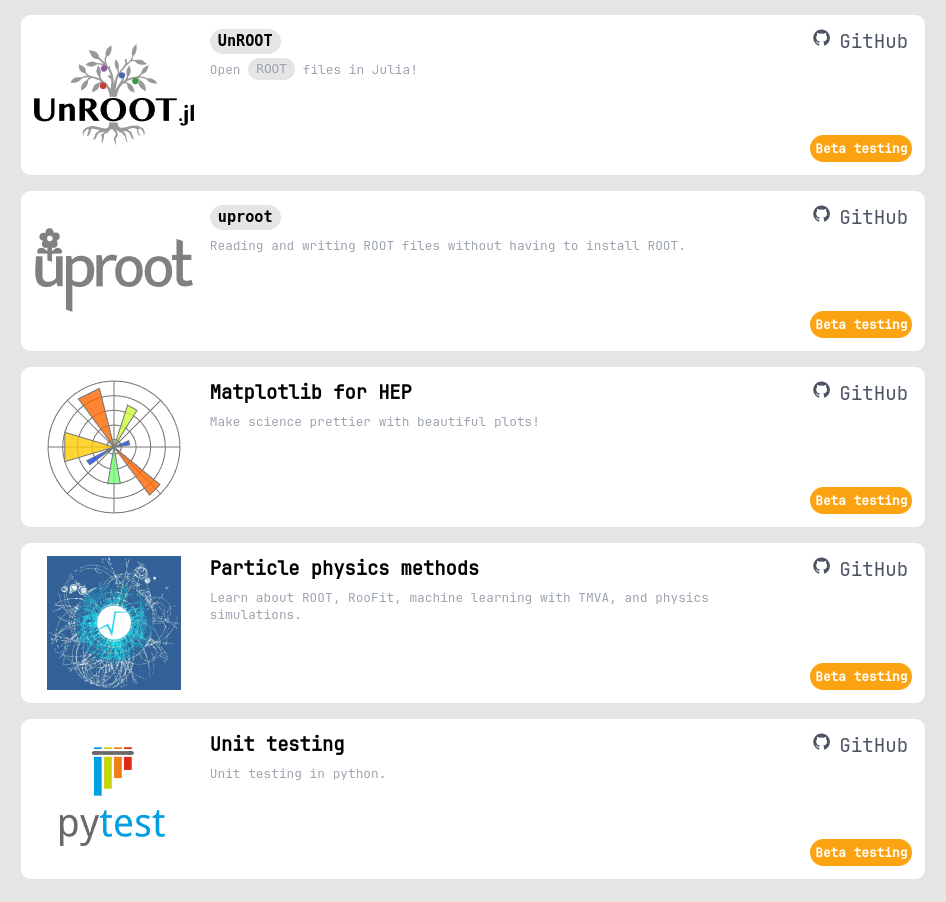 UnROOT.jl
UnROOT
GitHub
Open ROOT files in Julia!
Beta testing
uproot
uproot
GitHub
Reading and writing ROOT files without having to install ROOT.
Beta testing
Matplotlib for HEP
GitHub
Make science prettier with beautiful plots!
Beta testing
Particle physics methods
GitHub
Learn about ROOT, RooFit, machine learning with TMVA, and physics
simulations.
Beta testing
pytest
Unit testing
GitHub
Unit testing in python.
Beta testing